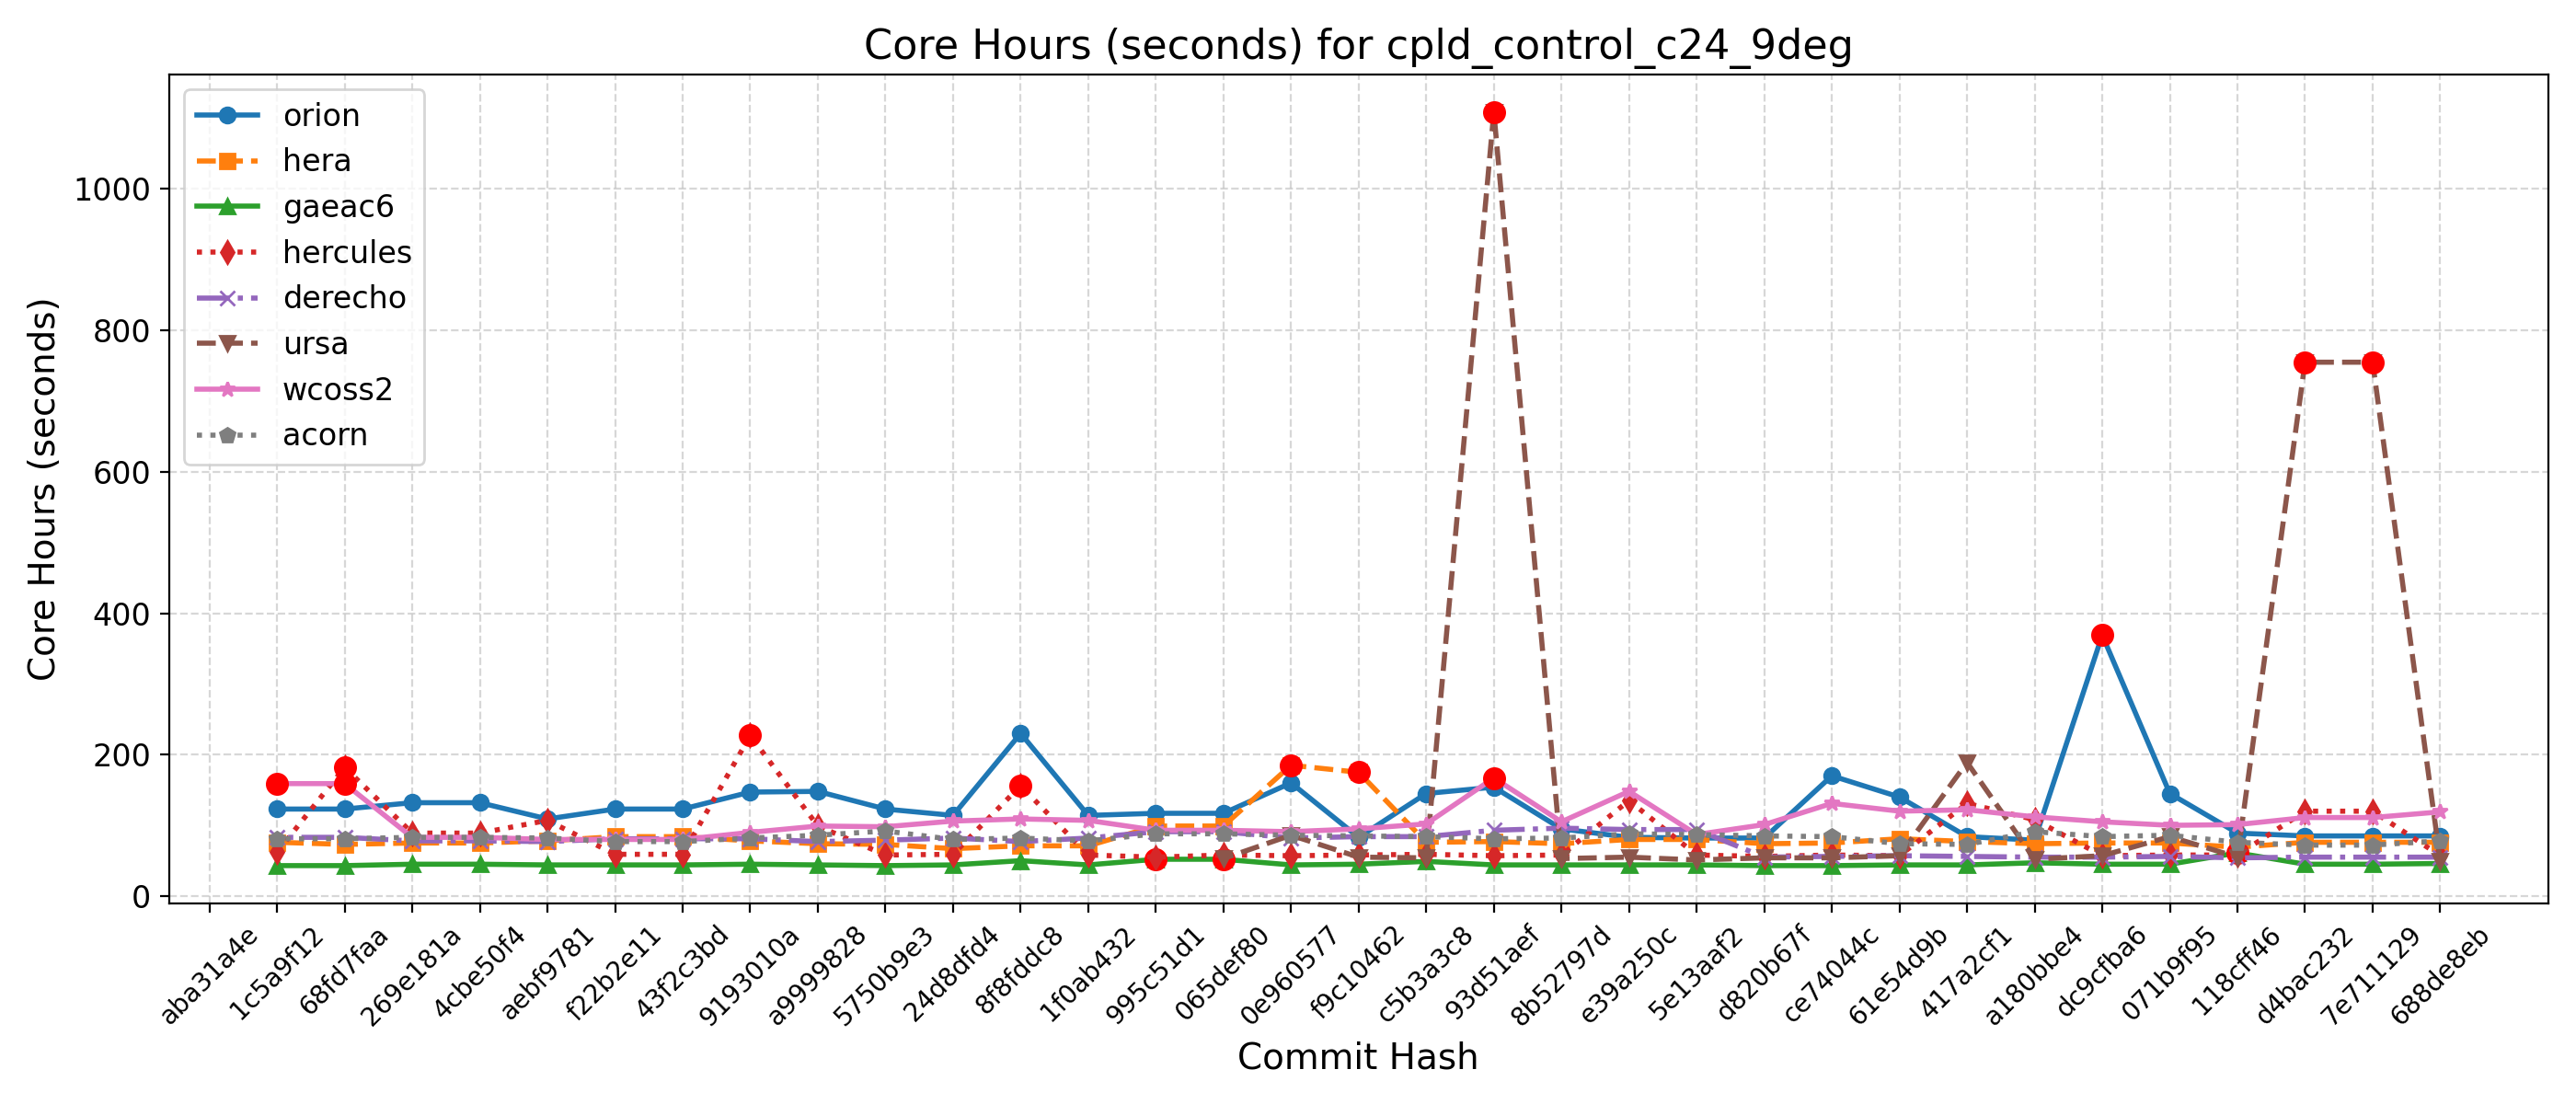 Core Hours (seconds) for cpld_control_c24_9deg
Core Hours (seconds)
1000
800
600
400
200
0
orion
hera
gaeac6
hercules
derecho
ursa
wcoss2
acorn
aba31a4e
1c5a9f12
68fd7faa
269e181a
4cbe50f4
aebf9781
f22b2e11
43f2c3bd
9193010a
a9999828
5750b9e3
24d8dfd4
8f8fddc8
1f0ab432
995c51d1
065def80
0e960577
f9c10462
c5b3a3c8
93d51aef
8b52797d
e39a250c
5e13aaf2
d820b67f
ce74044c
61e54d9b
417a2cf1
a180bbe4
dc9cfba6
071b9f95
118cff46
d4bac232
7e711129
688de8eb
Commit Hash